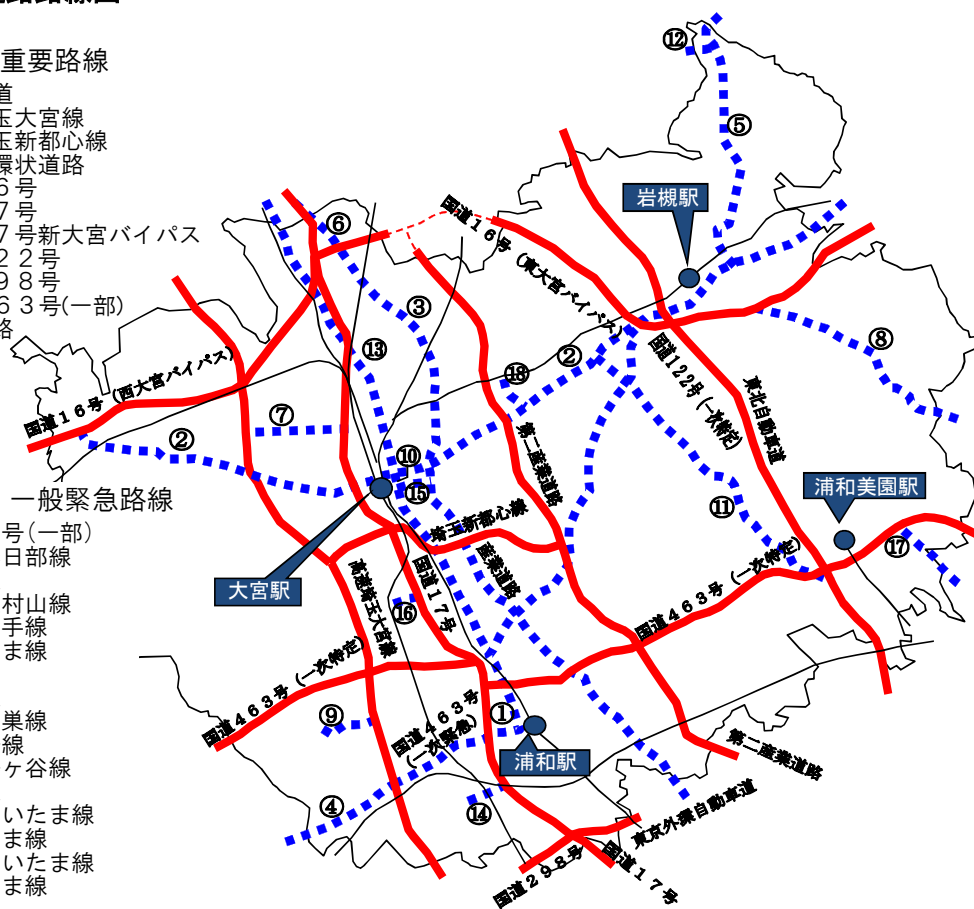 重要路線
道
玉大宮線
玉新都心線
環状道路
６号
７号
７号新大宮バイパス
２２号
９８号
６３号(一部)
路
一般緊急路線
号(一部)
日部線
村山線
手線
ま線
巣線
線
ヶ谷線
いたま線
ま線
いたま線
ま線
⑫
⑤
岩槻駅
⑥
国道１６号（東大宮バイパス）
③
⑬
⑧
国道122号(一次特定)
⑱
②
東北自動車道
国道１６号（西大宮バイパス）
⑦
②
第二産業道路
⑩
⑮
浦和美園駅
⑪
埼玉新都心線
⑰
大宮駅
高速埼玉大宮線
国道１７号
産業道路
国道４６３号（一次特定）
⑯
国道４６３号（一次特定）
国道４６３号
（一次緊急）
①
⑨
浦和駅
第二産業道路
④
⑭
東京外環自動車道
国道２９８号
国道１７号